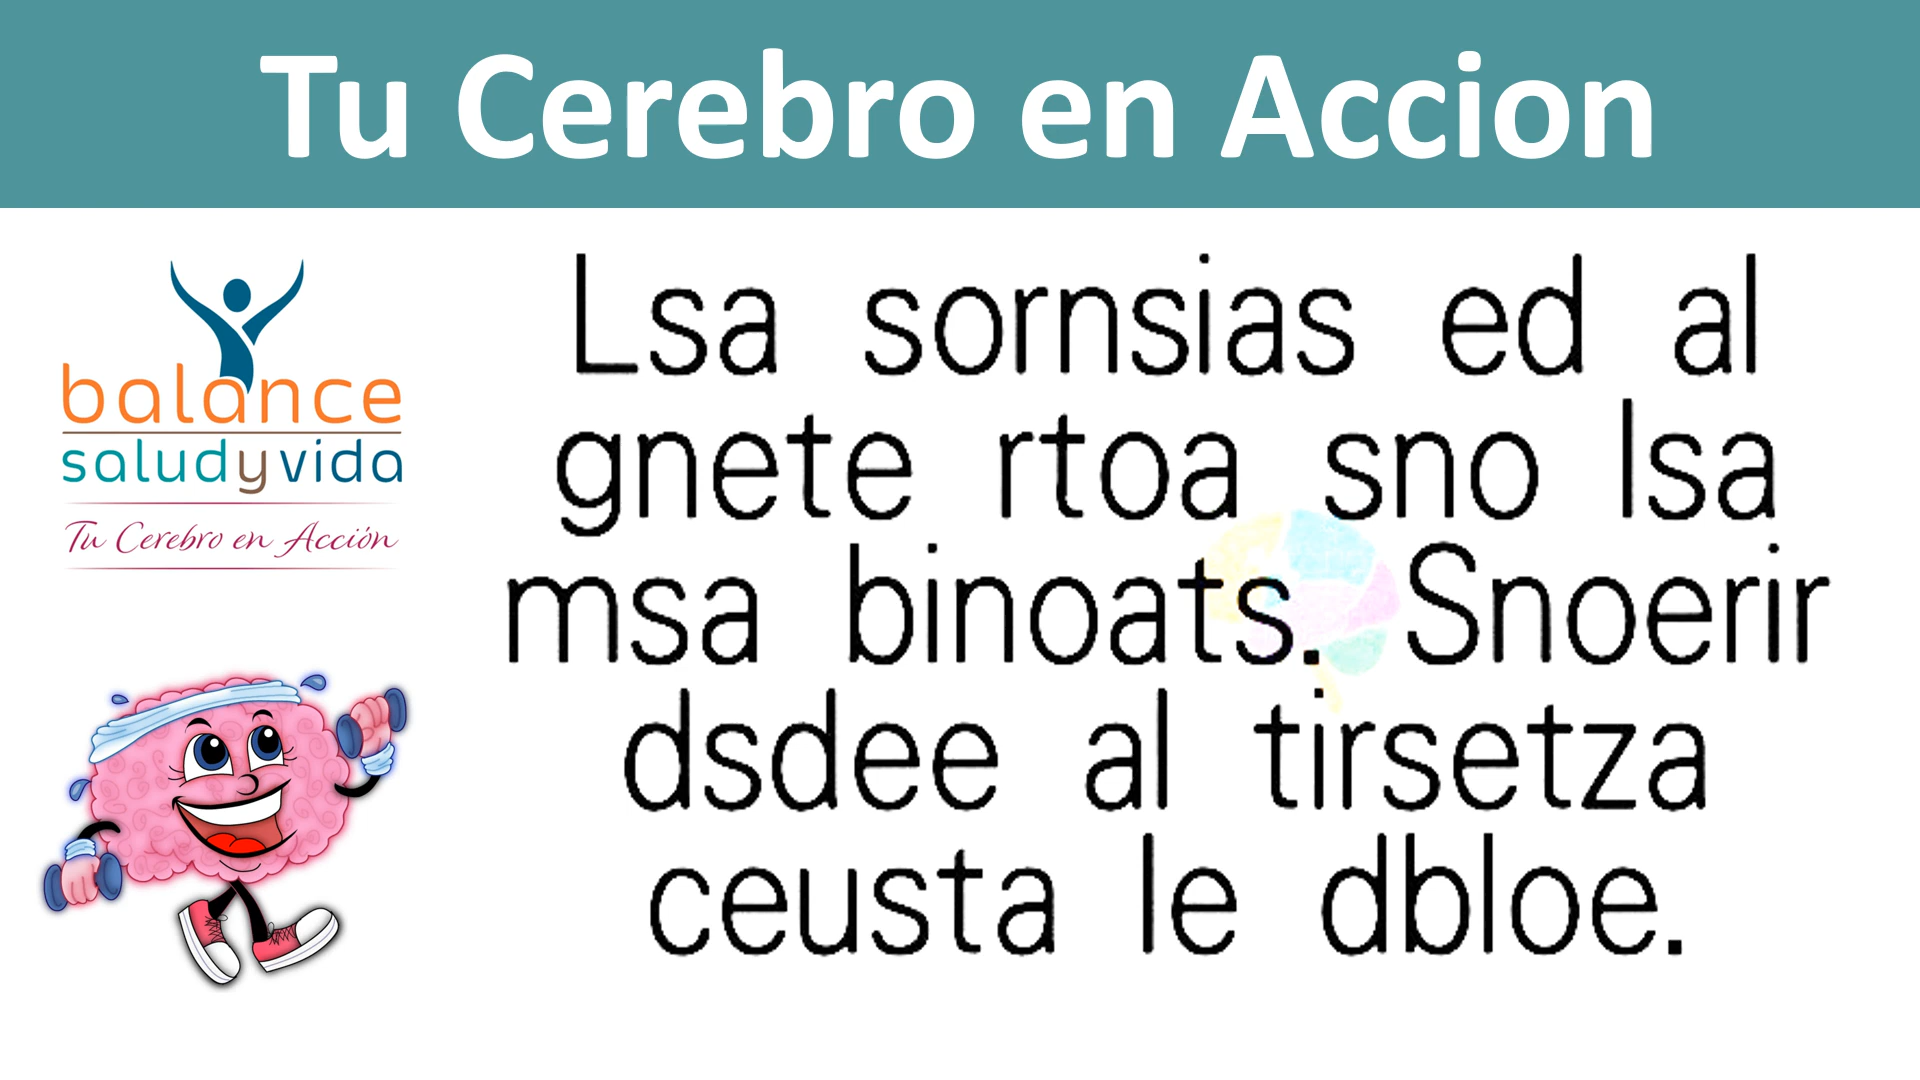 Tu Cerebro en Accion
balance
saludyvida
Tu Cerebro en Acción
Lsa sornsias ed al
gnete rtoa sno lsa
msa binoats. Snoerir
dsdee al tirsetza
ceusta le dbloe.